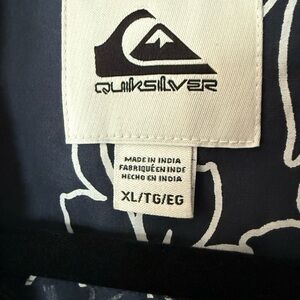 QUIKSILVER
MADE IN INDIA
FABRIQUÉ EN INDE
HECHO EN INDIA
XL/TG/EG